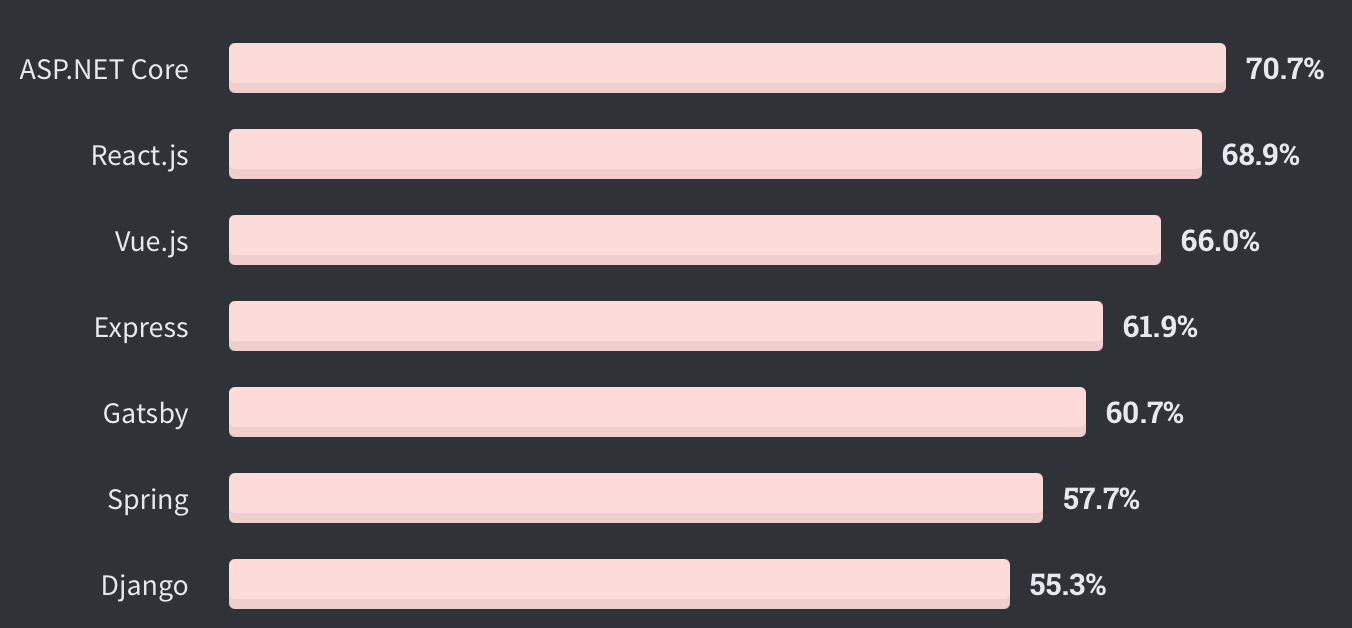 ASP.NET Core 70.7%
React.js 68.9%
Vue.js 66.0%
Express 61.9%
Gatsby 60.7%
Spring 57.7%
Django 55.3%